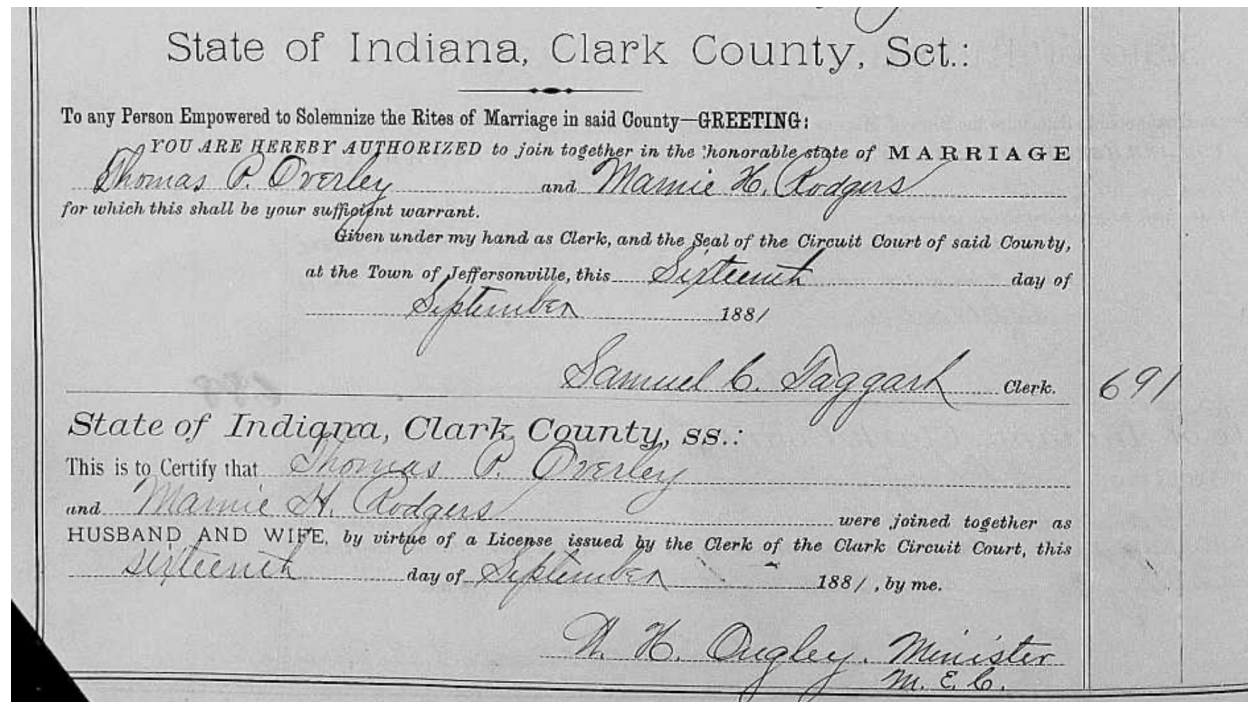 State of Indiana, Clark County, Sct.:
To any Person Empowered to Solemnize the Rites of Marriage in said County—GREETING:
YOU ARE HEREBY AUTHORIZED to join together in the honorable state of MARRIAGE
Thomas P. Overley and Mamie H. Rodgers
for which this shall be your sufficient warrant.
Given under my hand as Clerk, and the Seal of the Circuit Court of said County,
at the Town of Jeffersonville, this Sixteenth day of
September 1881
Samuel C. Taggart Clerk. 691
State of Indiana, Clark County, ss.:
This is to Certify that Thomas P. Overley
and Mamie H. Rodgers were joined together as
HUSBAND AND WIFE, by virtue of a License issued by the Clerk of the Clark Circuit Court, this
sixteenth day of September 1881, by me.
H. Minister
M. E. C.